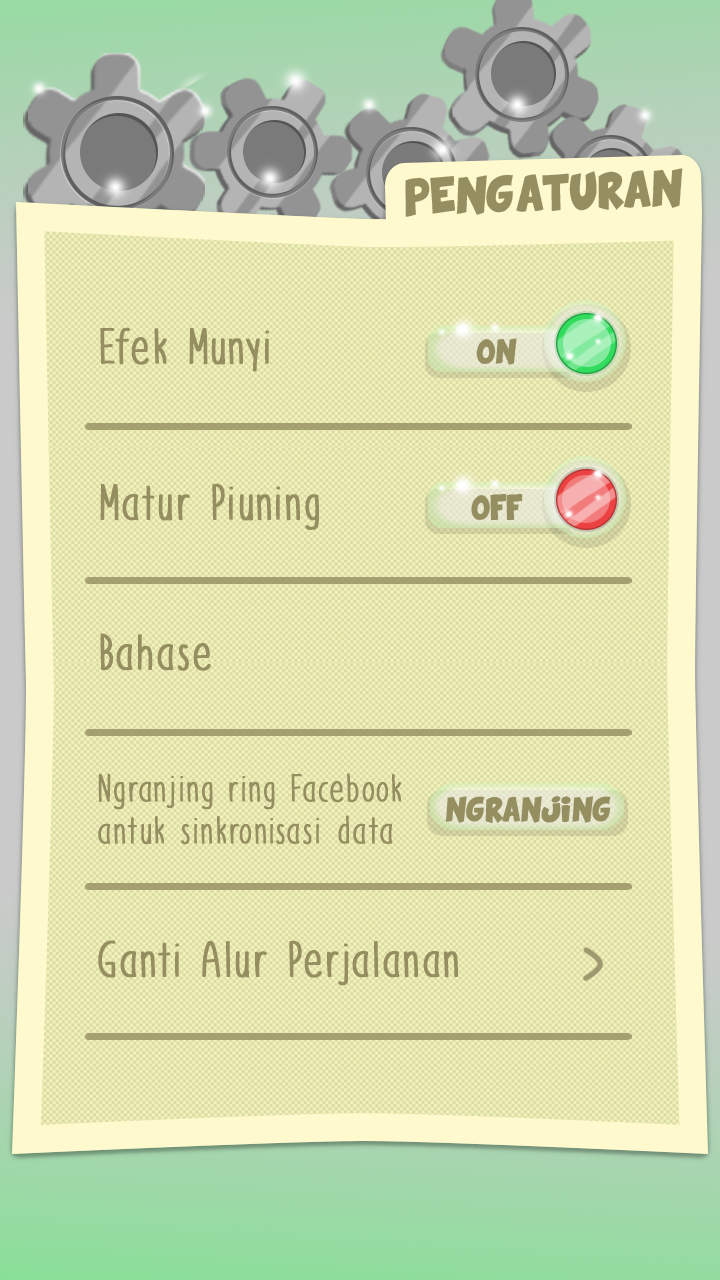 PENGATURAN
Efek Munyi
ON
Matur Piuning
OFF
Bahase
Ngranjing ring Facebook
antuk sinkronisasi data
NGRANJING
Ganti Alur Perjalanan